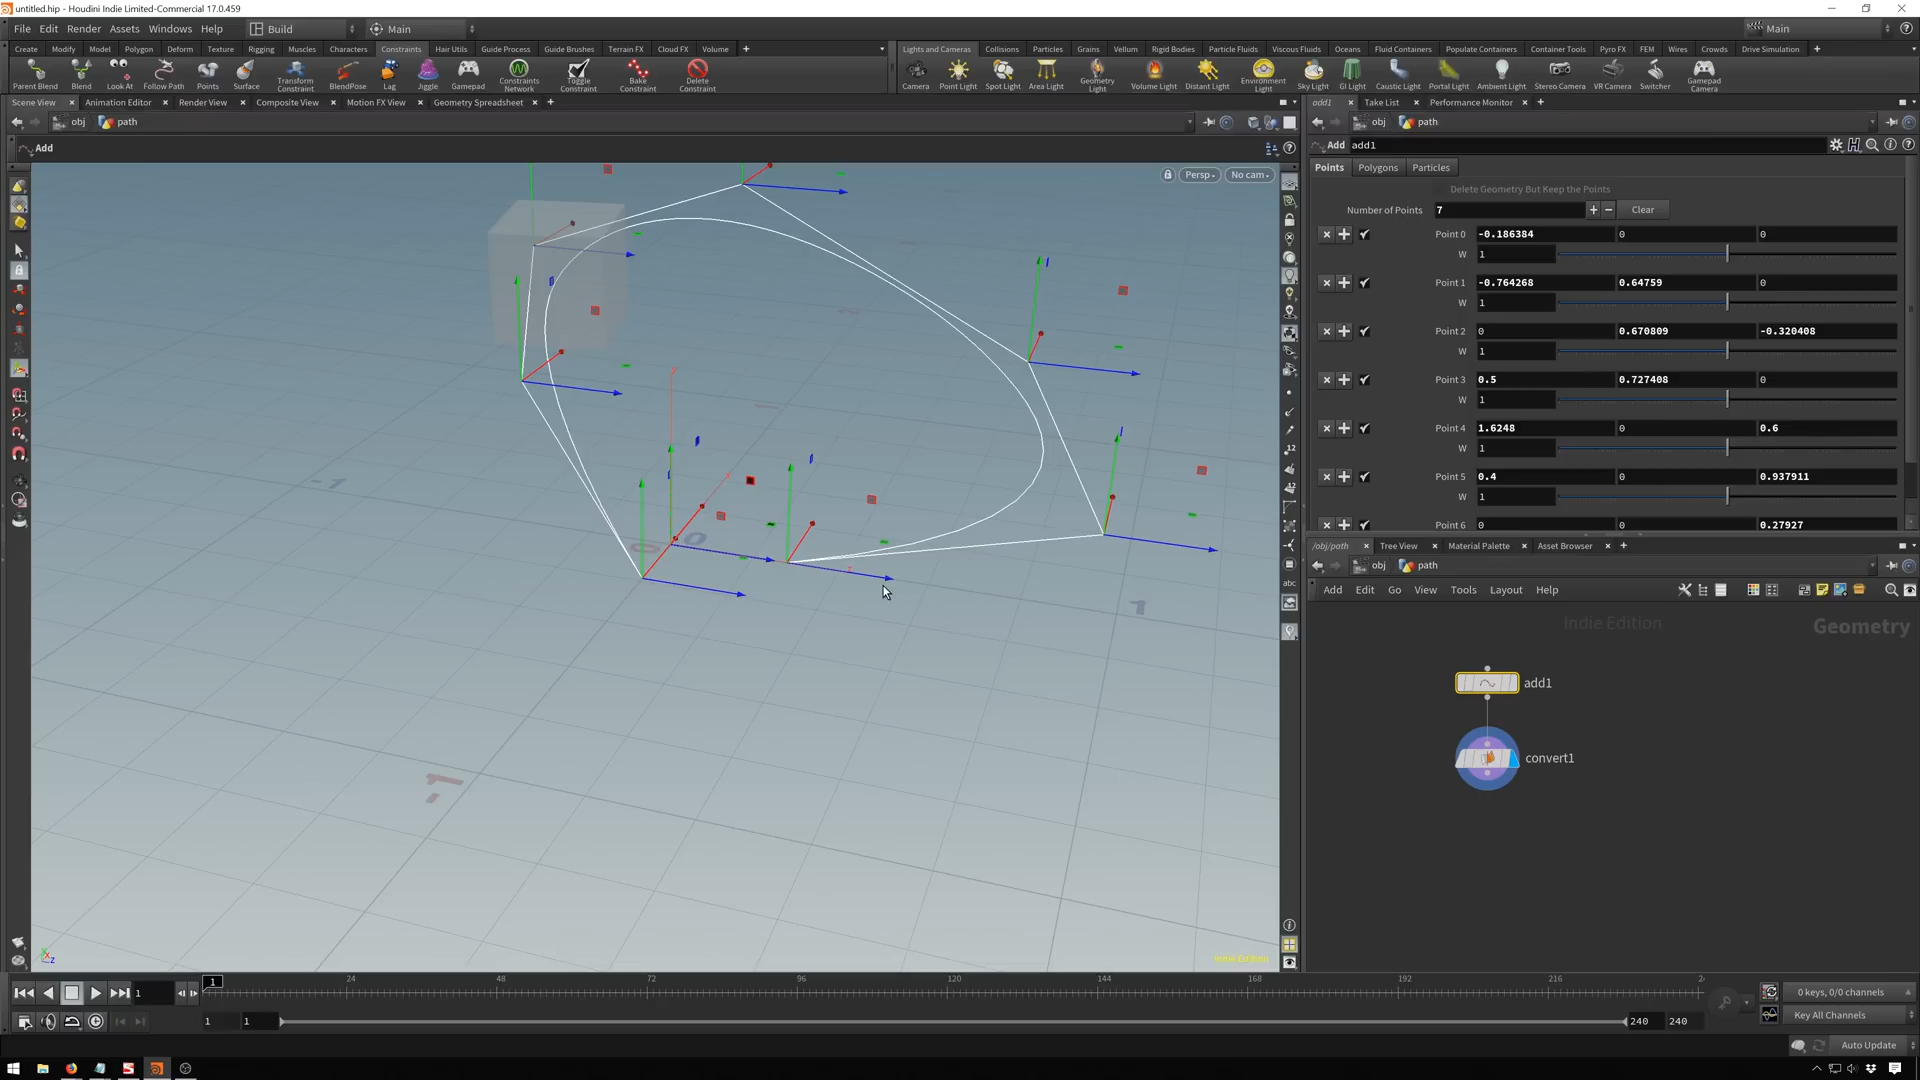 untitled.hip - Houdini Indie Limited-Commercial 17.0.459
File Edit Render Assets Windows Help Build Main Main
Create Modify Model Polygon Deform Texture Rigging Muscles Characters Constraints Hair Utils Guide Process Guide Brushes Terrain FX Cloud FX Volume
Lights and Cameras Collisions Particles Grains Vellum Rigid Bodies Particle Fluids Viscous Fluids Oceans Fluid Containers Populate Containers Container Tools Pyro FX FEM Wires Crowds Drive Simulation
Parent Blend Blend Look At Follow Path Points Surface Transform Constraint BlendPose Lag Jiggle Gamepad Constraints Network Toggle Constraint Bake Constraint Delete Constraint
Camera Point Light Spot Light Area Light Geometry Light Volume Light Distant Light Environment Light Sky Light GI Light Caustic Light Portal Light Ambient Light Stereo Camera VR Camera Switcher Gamepad Camera
Scene View Animation Editor Render View Composite View Motion FX View Geometry Spreadsheet
add1 Take List Performance Monitor
obj path
obj path
Add
Add add1
Points Polygons Particles
Persp No cam
Delete Geometry But Keep the Points
Number of Points 7 Clear
Point 0 -0.186384 0 0
W 1
Point 1 -0.764268 0.64759 0
W 1
Point 2 0 0.670809 -0.320408
W 1
Point 3 0.5 0.727408 0
W 1
Point 4 1.6248 0 0.6
W 1
Point 5 0.4 0 0.937911
W 1
Point 6 0 0 0.27927
/obj/path Tree View Material Palette Asset Browser
obj path
Add Edit Go View Tools Layout Help
Indie Edition
Geometry
add1
convert1
-1
0
0
1
-1
x
z
12
12
abc
Indie Edition
1 24 48 72 96 120 144 168 192 216 2
1
0 keys, 0/0 channels
1 1 240 240
Key All Channels
Auto Update